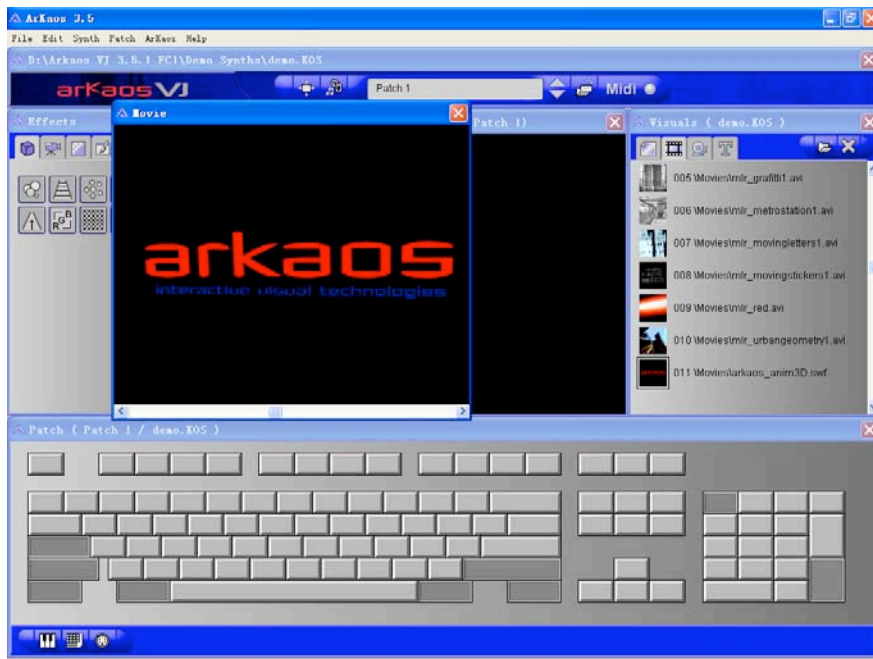 ArKaos 3.5
File Edit Synth Patch ArKaos Help
D:\Arkaos VJ 3.5.1 FC1\Demo Synths\demo.KOS
arKaosVJ
Patch 1
Midi
Effects
Movie
Patch 1)
Visuals ( demo.KOS )
T
RGB
005 \Movies\mlr_grafitti1.avi
006 \Movies\mlr_metrostation1.avi
007 \Movies\mlr_movingletters1.avi
008 \Movies\mlr_movingstickers1.avi
009 \Movies\mlr_red.avi
010 \Movies\mlr_urbangeometry1.avi
011 \Movies\arkaos_anim3D.swf
arkaos
interactive visual technologies
Patch ( Patch 1 / demo.KOS )